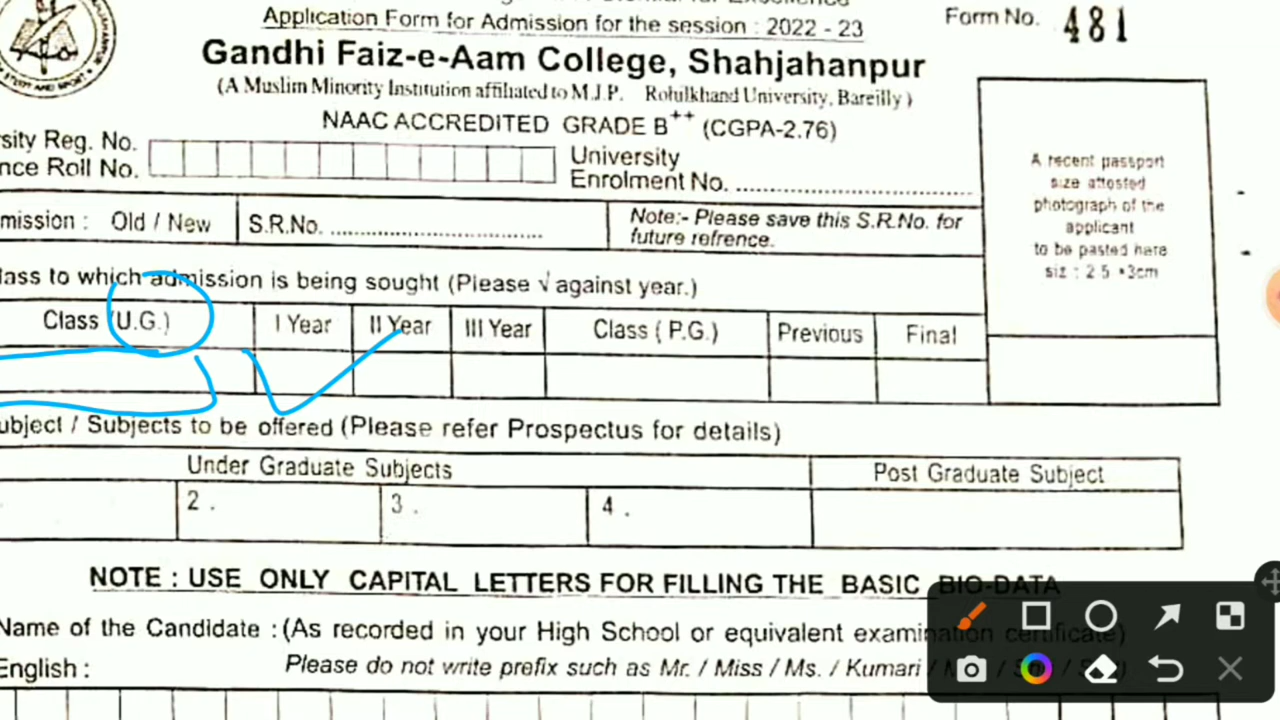 Application Form for Admission for the session : 2022 - 23
Form No. 481
Gandhi Faiz-e-Aam College, Shahjahanpur
(A Muslim Minority Institution affiliated to M.J.P. Rohilkhand University, Bareilly)
NAAC ACCREDITED GRADE B++ (CGPA-2.76)
sity Reg. No.
nce Roll No.
University
Enrolment No.
A recent passport
size attested
photograph of the
applicant
to be pasted here
siz : 2.5 *3cm
mission : Old / New
S.R.No.
Note:- Please save this S.R.No. for
future refrence.
lass to which admission is being sought (Please √ against year.)
Class (U.G.) I Year II Year III Year Class ( P.G.) Previous Final
ubject / Subjects to be offered (Please refer Prospectus for details)
Under Graduate Subjects Post Graduate Subject
2 . 3 . 4 .
NOTE : USE ONLY CAPITAL LETTERS FOR FILLING THE BASIC BIO-DATA
Name of the Candidate : (As recorded in your High School or equivalent examination certificate)
English : Please do not write prefix such as Mr. / Miss / Ms. / Kumari /